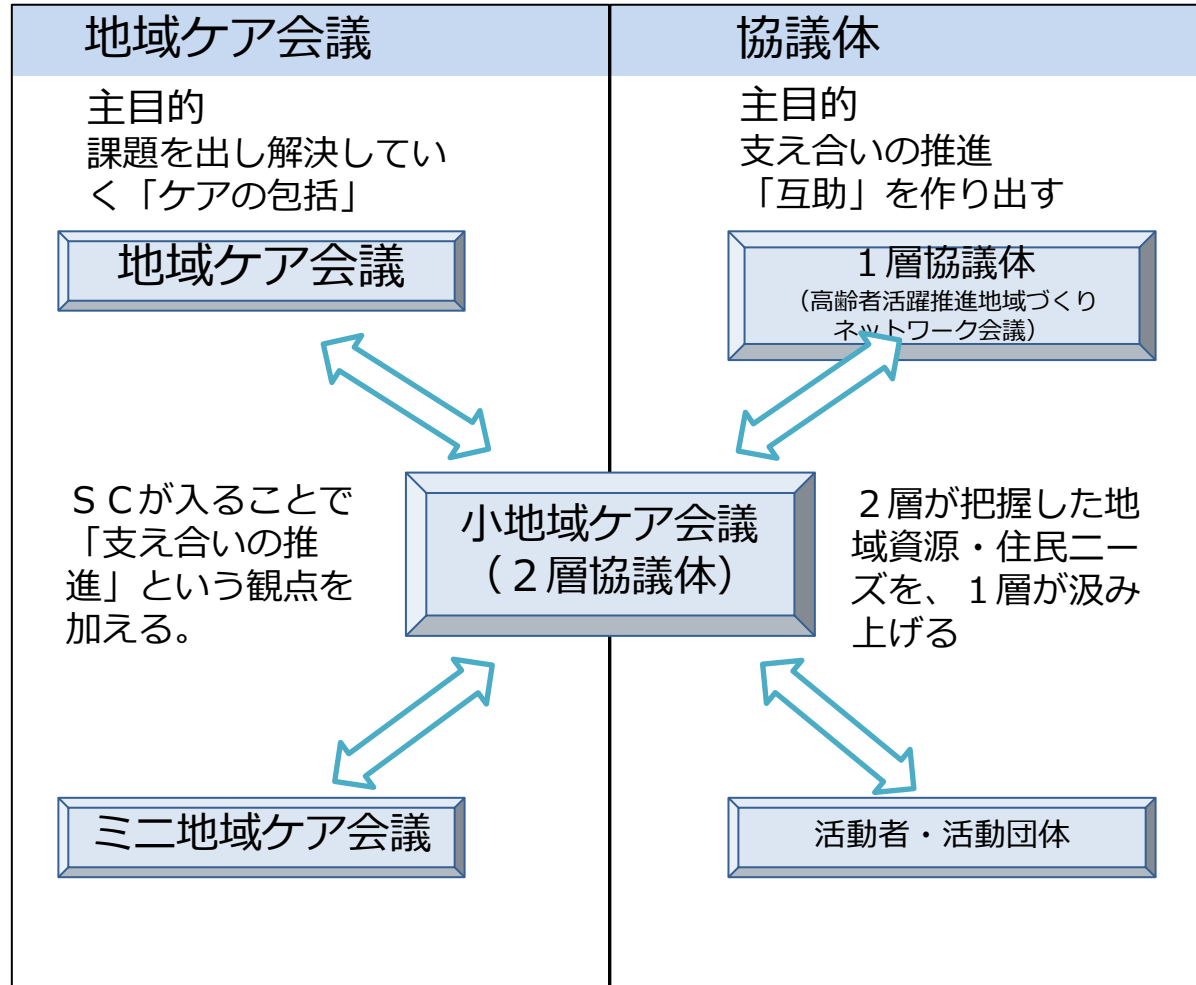 地域ケア会議
協議体
主目的
課題を出し解決してい
く「ケアの包括」
主目的
支え合いの推進
「互助」を作り出す
地域ケア会議
１層協議体
（高齢者活躍推進地域づくり
ネットワーク会議）
ＳＣが入ることで
「支え合いの推
進」という観点を
加える。
小地域ケア会議
（２層協議体）
２層が把握した地
域資源・住民ニー
ズを、１層が汲み
上げる
ミニ地域ケア会議
活動者・活動団体